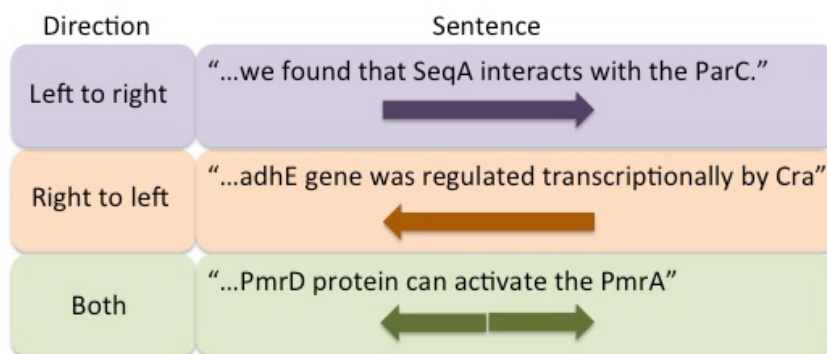 Direction Sentence
Left to right “...we found that SeqA interacts with the ParC.”
Right to left “...adhE gene was regulated transcriptionally by Cra”
Both “...PmrD protein can activate the PmrA”